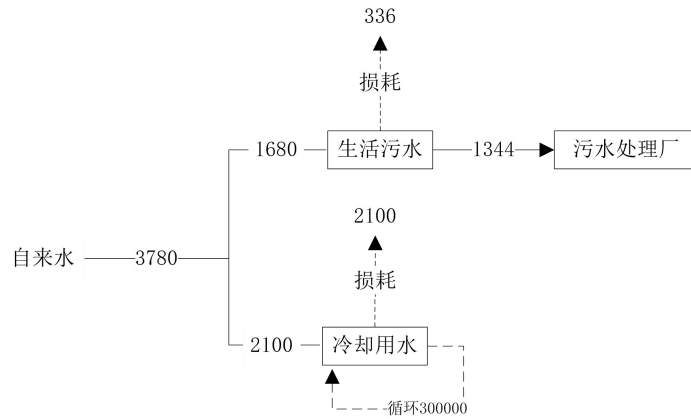 336
损耗
1680
生活污水
1344
污水处理厂
2100
自来水
3780
损耗
2100
冷却用水
循环300000